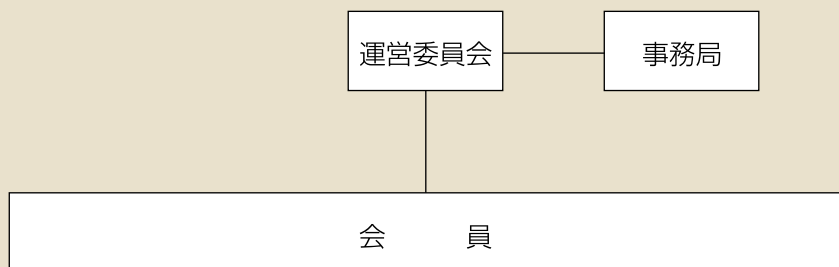 運営委員会
事務局
会　員